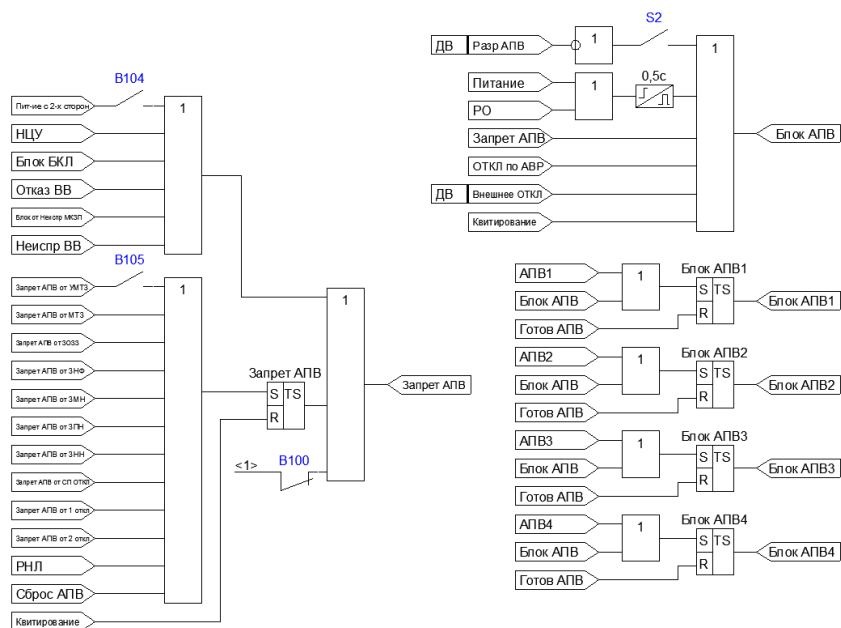 B104
Пит-ие с 2-х сторон
1
НЦУ
Блок БКЛ
Отказ ВВ
Блок от Неиспр МКЗП
Неиспр ВВ
B105
Запрет АПВ от УМТЗ
1
Запрет АПВ от МТЗ
Запрет АПВ от ЗОЗЗ
Запрет АПВ от ЗНФ
Запрет АПВ от ЗМН
Запрет АПВ от ЗПН
Запрет АПВ от ЗНН
Запрет АПВ от СП ОТКЛ
Запрет АПВ от 1 откл
Запрет АПВ от 2 откл
РНЛ
Сброс АПВ
Квитирование
Запрет АПВ
S TS
R
<1>
B100
1
Запрет АПВ
S2
ДВ Разр АПВ
1
1
Питание
0,5с
РО
1
Запрет АПВ
Блок АПВ
ОТКЛ по АВР
ДВ Внешнее ОТКЛ
Квитирование
АПВ1
Блок АПВ
Готов АПВ
1
Блок АПВ1
S TS
R
Блок АПВ1
АПВ2
Блок АПВ
Готов АПВ
1
Блок АПВ2
S TS
R
Блок АПВ2
АПВ3
Блок АПВ
Готов АПВ
1
Блок АПВ3
S TS
R
Блок АПВ3
АПВ4
Блок АПВ
Готов АПВ
1
Блок АПВ4
S TS
R
Блок АПВ4